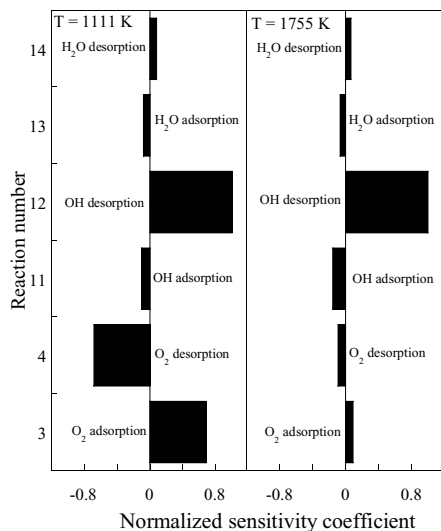 T = 1111 K
T = 1755 K
14
H₂O desorption
H₂O desorption
13
H₂O adsorption
H₂O adsorption
12
OH desorption
OH desorption
11
OH adsorption
OH adsorption
4
O₂ desorption
O₂ desorption
3
O₂ adsorption
O₂ adsorption
Reaction number
-0.8 0 0.8 -0.8 0 0.8
Normalized sensitivity coefficient